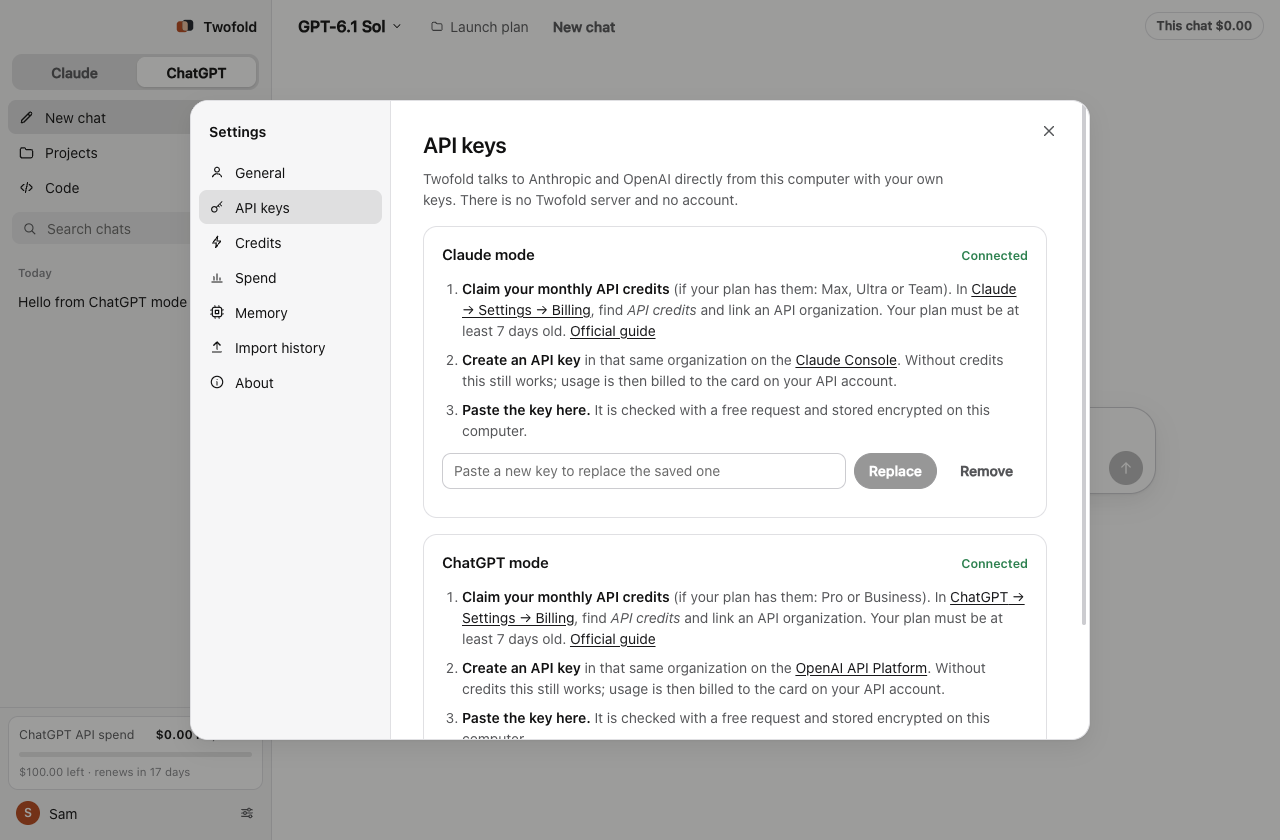 Twofold
GPT-6.1 Sol
Launch plan
New chat
This chat $0.00
Claude
ChatGPT
New chat
Projects
Code
Search chats
Today
Hello from ChatGPT mode
ChatGPT API spend
$0.00
$100.00 left · renews in 17 days
S
Sam
Settings
General
API keys
Credits
Spend
Memory
Import history
About
API keys
Twofold talks to Anthropic and OpenAI directly from this computer with your own
keys. There is no Twofold server and no account.
Claude mode
Connected
1. Claim your monthly API credits (if your plan has them: Max, Ultra or Team). In Claude
→ Settings → Billing, find API credits and link an API organization. Your plan must be at
least 7 days old. Official guide
2. Create an API key in that same organization on the Claude Console. Without credits
this still works; usage is then billed to the card on your API account.
3. Paste the key here. It is checked with a free request and stored encrypted on this
computer.
Paste a new key to replace the saved one
Replace
Remove
ChatGPT mode
Connected
1. Claim your monthly API credits (if your plan has them: Pro or Business). In ChatGPT →
Settings → Billing, find API credits and link an API organization. Your plan must be at
least 7 days old. Official guide
2. Create an API key in that same organization on the OpenAI API Platform. Without
credits this still works; usage is then billed to the card on your API account.
3. Paste the key here. It is checked with a free request and stored encrypted on this
computer.